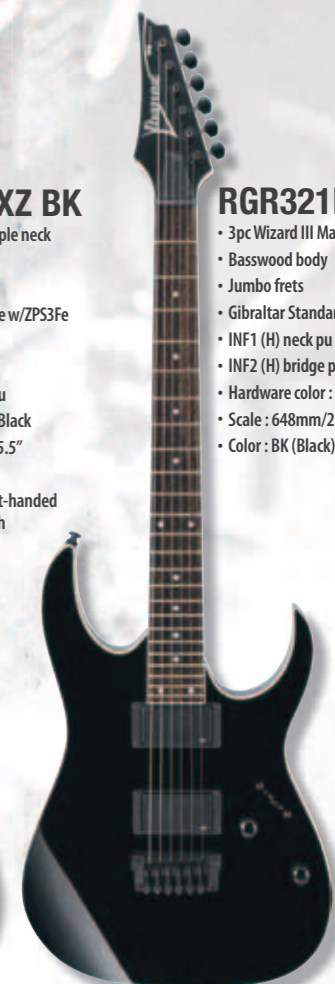 XZ BK
ple neck
e w/ZPS3Fe
u
Black
5.5”
t-handed
h
Ibanez
RGR321
• 3pc Wizard III Ma
• Basswood body
• Jumbo frets
• Gibraltar Standar
• INF1 (H) neck pu
• INF2 (H) bridge p
• Hardware color :
• Scale : 648mm/2
• Color : BK (Black)